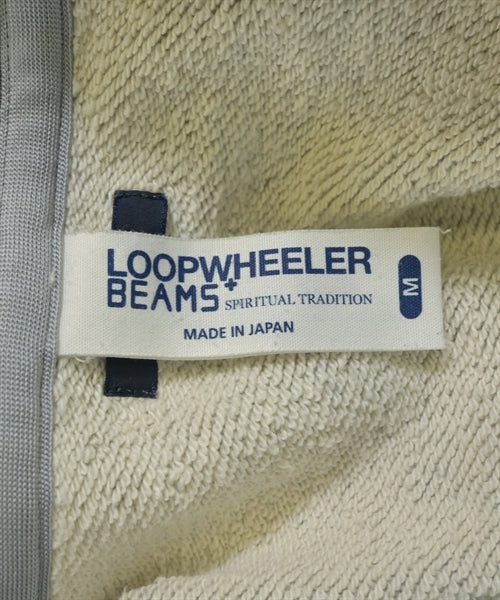 LOOPWHEELER
BEAMS+ SPIRITUAL TRADITION
MADE IN JAPAN
M